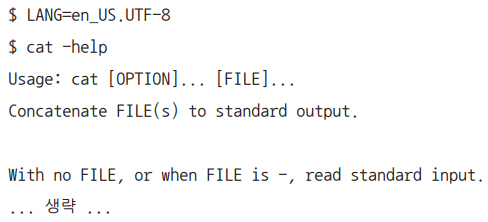 $ LANG=en_US.UTF-8
$ cat -help
Usage: cat [OPTION]... [FILE]...
Concatenate FILE(s) to standard output.
With no FILE, or when FILE is -, read standard input.
... 생략 ...